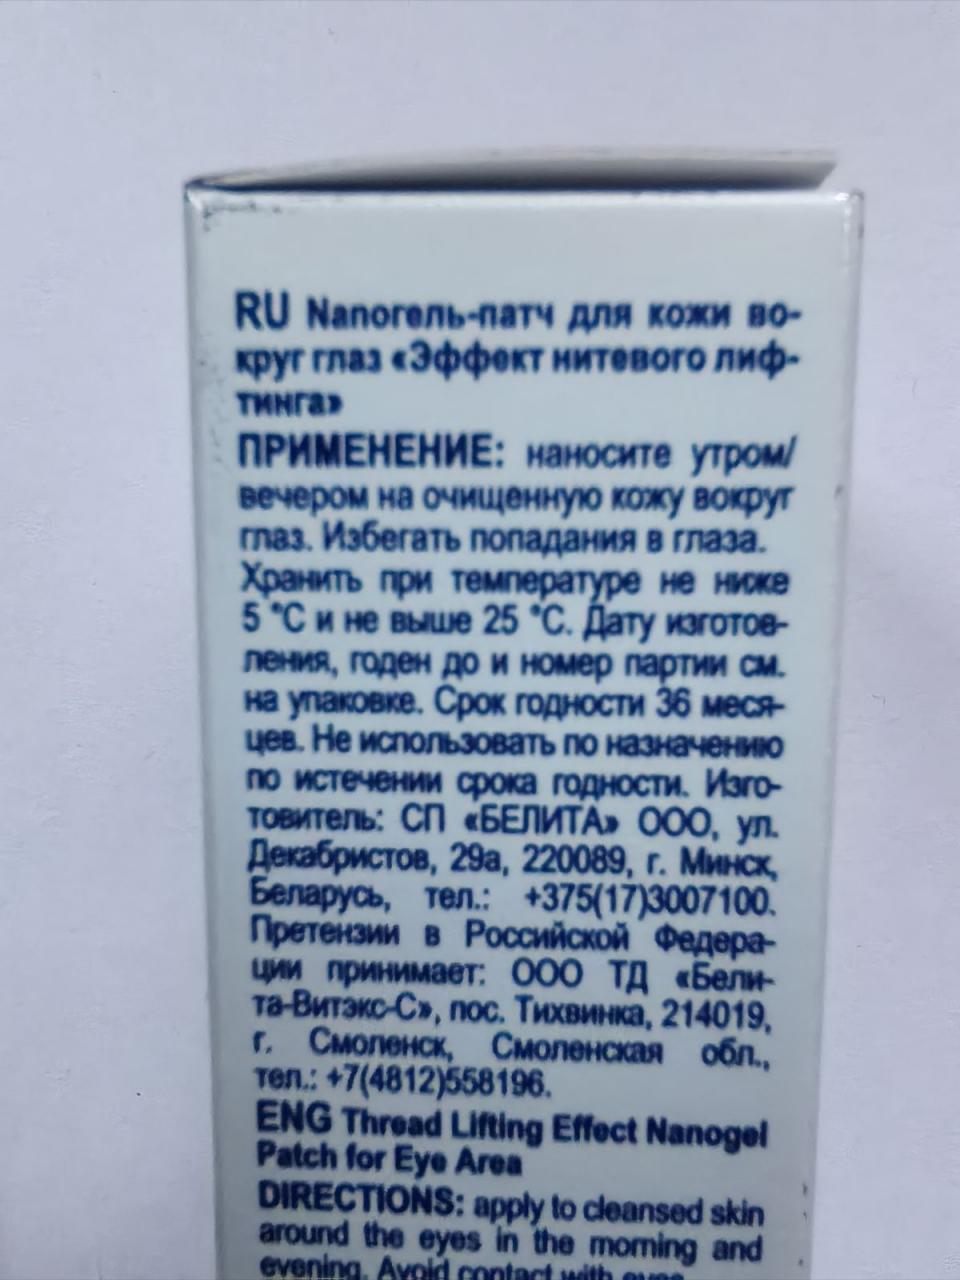 RU Nanoгель-патч для кожи во-
круг глаз «Эффект нитевого лиф-
тинга»
ПРИМЕНЕНИЕ: наносите утром/
вечером на очищенную кожу вокруг
глаз. Избегать попадания в глаза.
Хранить при температуре не ниже
5 °С и не выше 25 °С. Дату изготов-
ления, годен до и номер партии см.
на упаковке. Срок годности 36 меся-
цев. Не использовать по назначению
по истечении срока годности. Изго-
товитель: СП «БЕЛИТА» ООО, ул.
Декабристов, 29а, 220089, г. Минск,
Беларусь, тел.: +375(17)3007100.
Претензии в Российской Федера-
ции принимает: ООО ТД «Бели-
та-Витэкс-С», пос. Тихвинка, 214019,
г. Смоленск, Смоленская обл.,
тел.: +7(4812)558196.
ENG Thread Lifting Effect Nanogel
Patch for Eye Area
DIRECTIONS: apply to cleansed skin
around the eyes in the morning and
evening. Avoid contact with eyes.